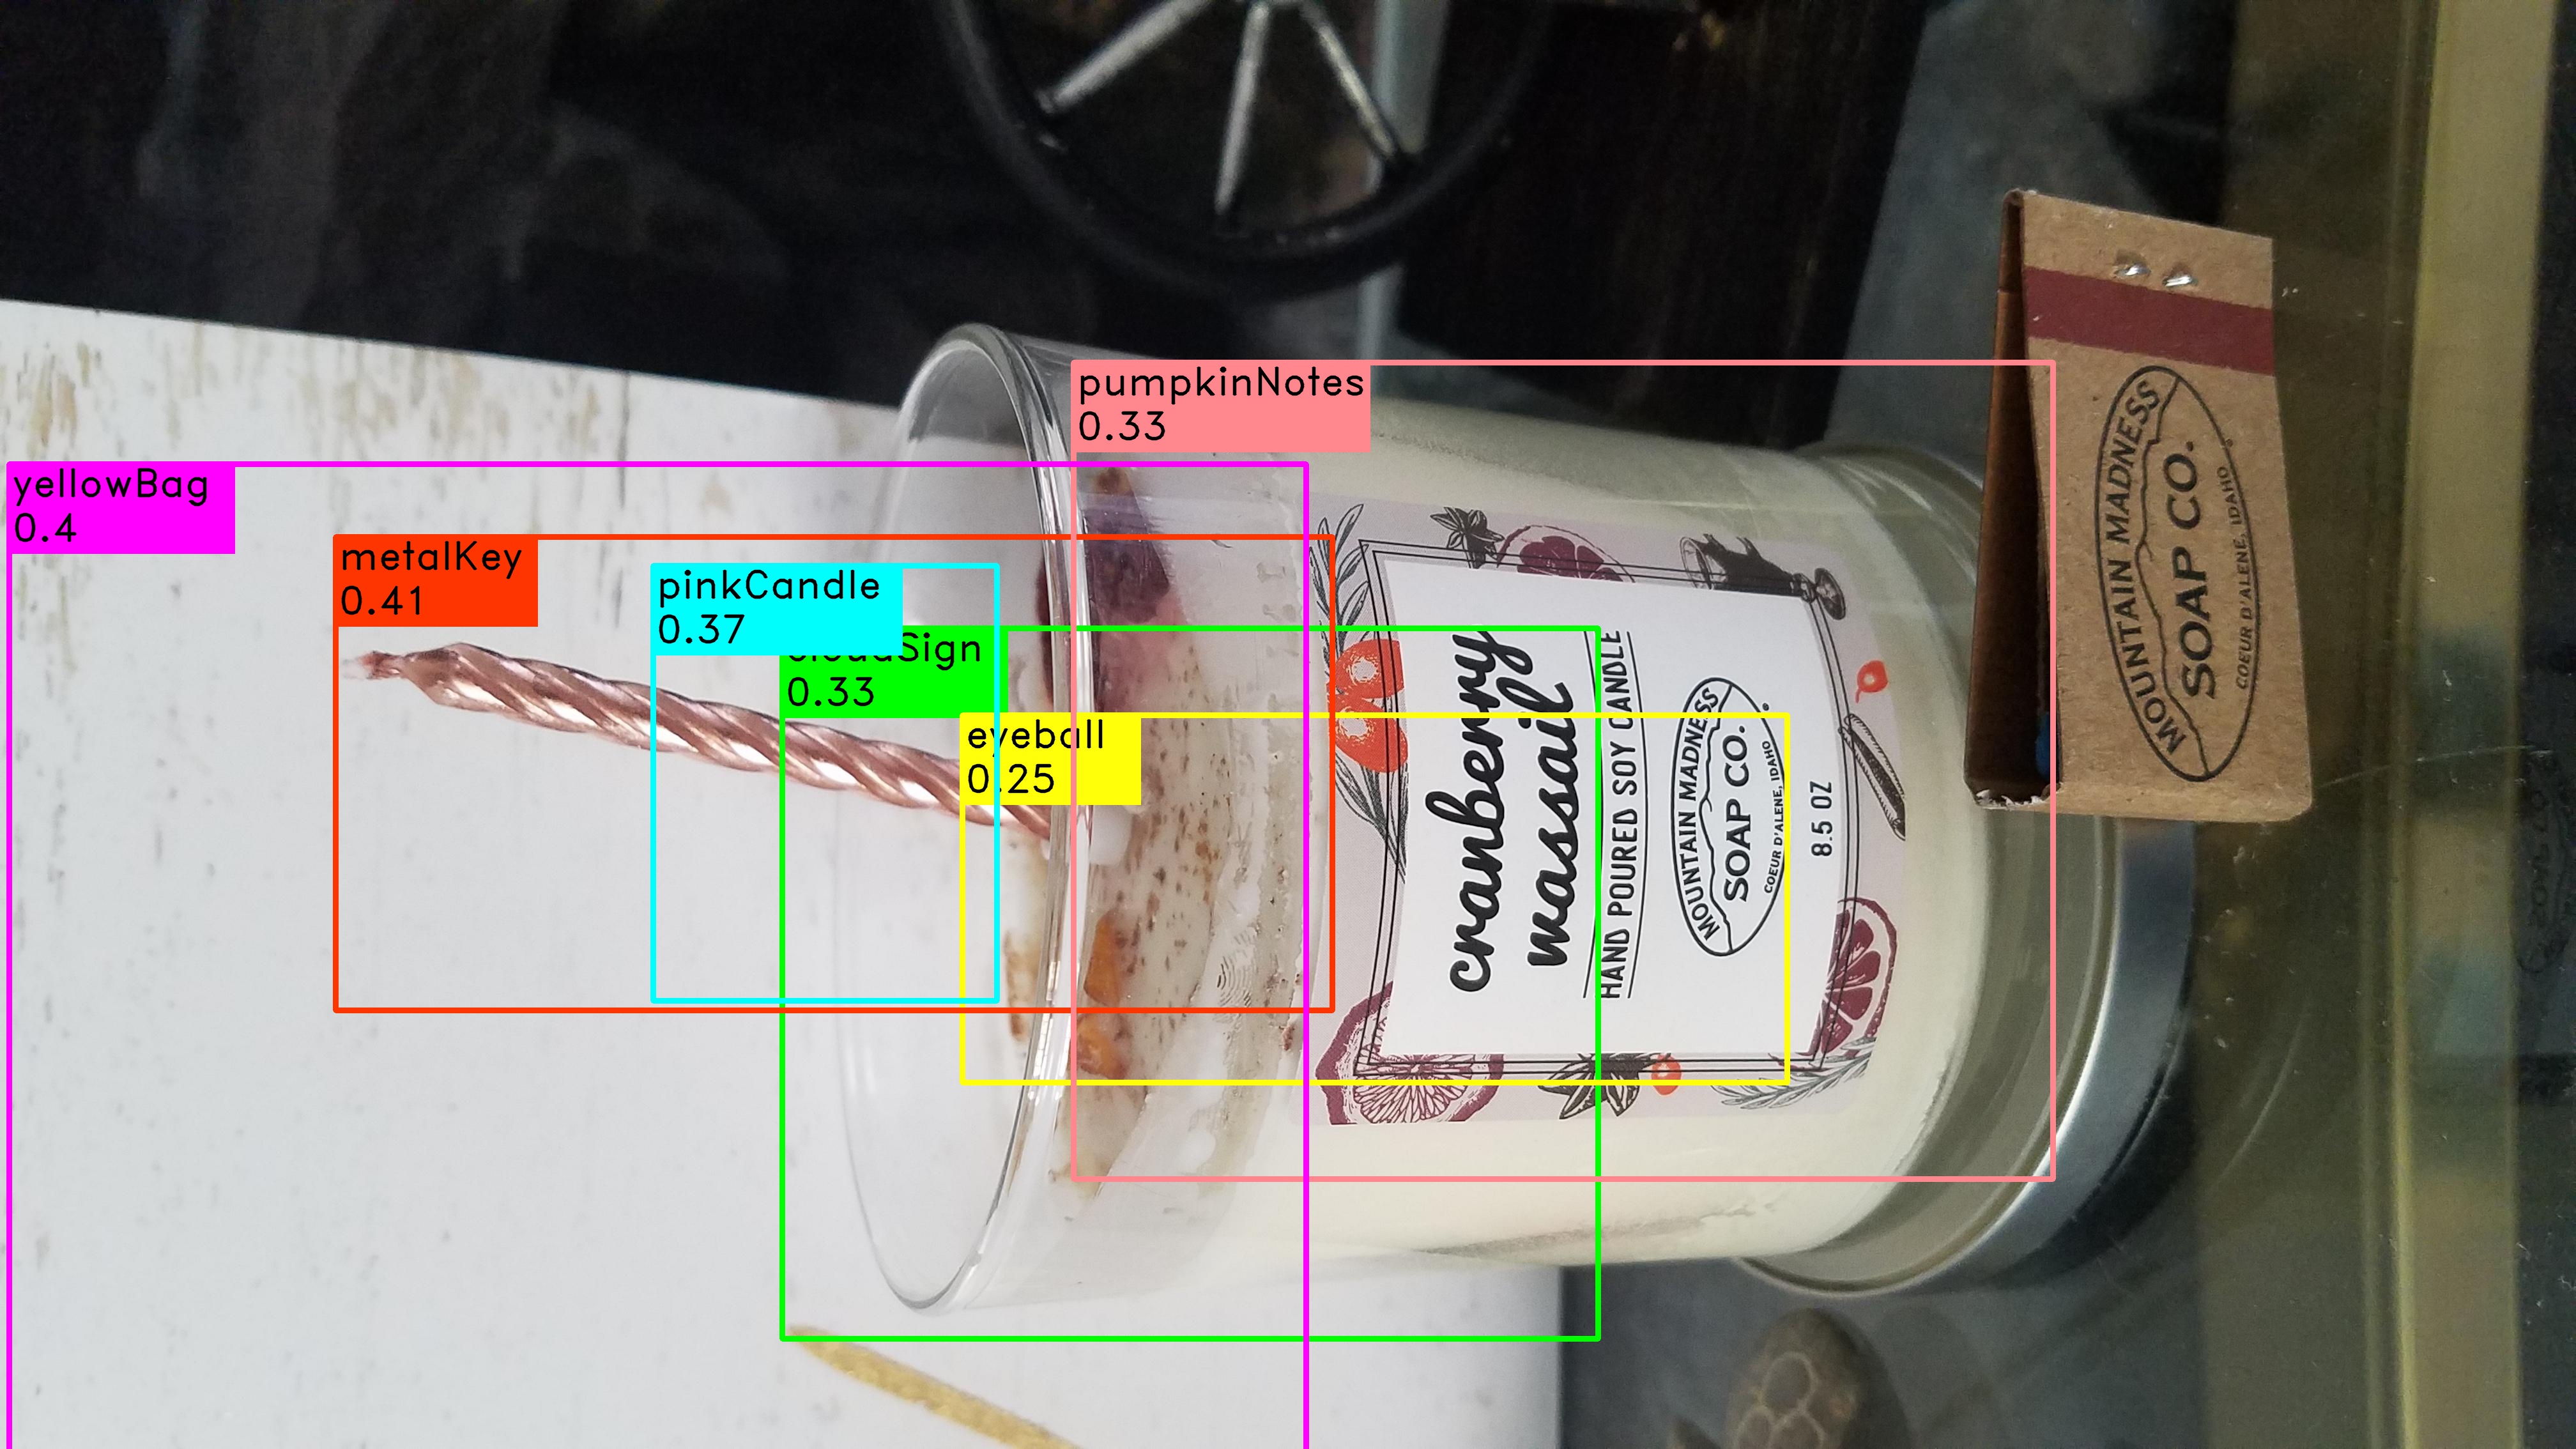 pumpkinNotes
0.33
yellowBag
0.4
metalKey
0.41
pinkCandle
0.37
cloudSign
0.33
eyeball
0.25
cranberry
wassail
HAND POURED SOY CANDLE
MOUNTAIN MADNESS
SOAP CO.
COEUR D'ALENE, IDAHO
8.5 OZ
MOUNTAIN MADNESS
SOAP CO.
COEUR D'ALENE, IDAHO